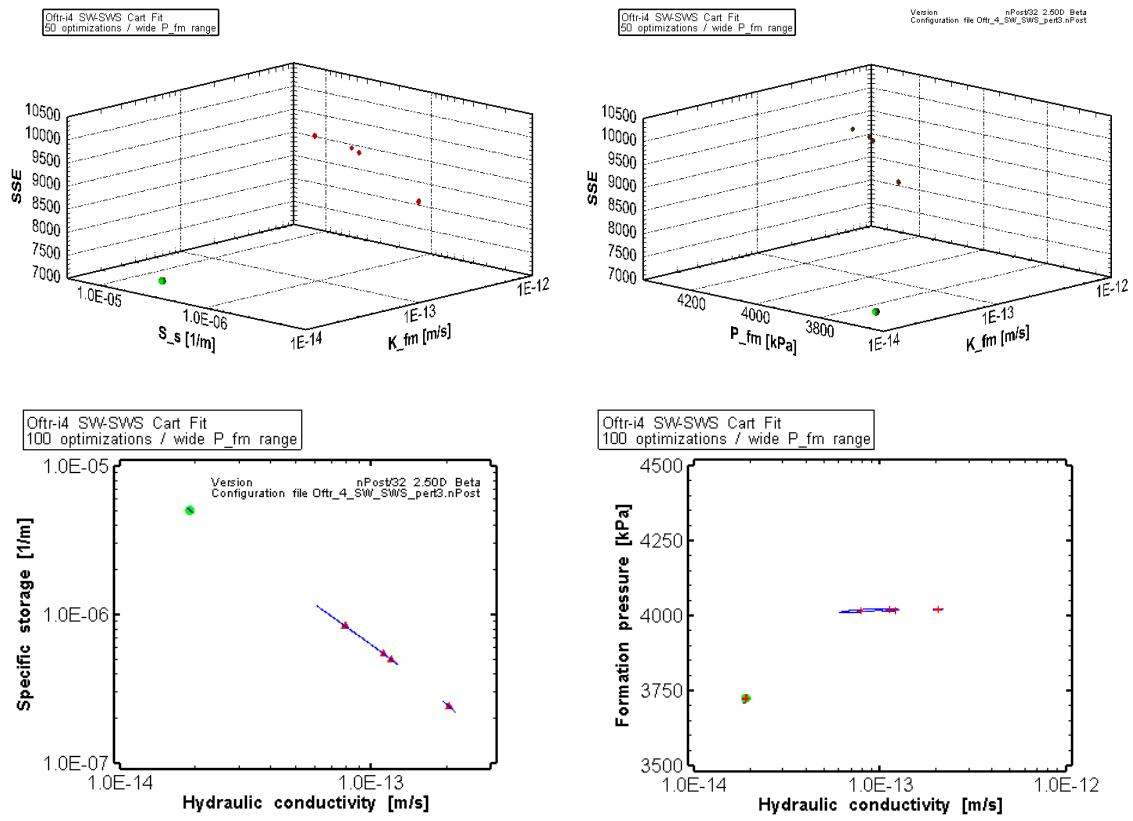 Oftr-i4 SW-SWS Cart Fit
50 optimizations / wide P_fm range
10500
10000
9500
9000
8500
8000
7500
7000
SSE
1.0E-05
1.0E-06
S_s [1/m]
1E-14
1E-13
1E-12
K_fm [m/s]
Oftr-i4 SW-SWS Cart Fit
50 optimizations / wide P_fm range
Version nPost/32 2.50D Beta
Configuration file Oftr_4_SW_SWS_pert3.nPost
10500
10000
9500
9000
8500
8000
7500
7000
SSE
4200
4000
3800
P_fm [kPa]
1E-14
1E-13
1E-12
K_fm [m/s]
Oftr-i4 SW-SWS Cart Fit
100 optimizations / wide P_fm range
Version nPost/32 2.50D Beta
Configuration file Oftr_4_SW_SWS_pert3.nPost
1.0E-05
1.0E-06
1.0E-07
Specific storage [1/m]
1.0E-14
1.0E-13
Hydraulic conductivity [m/s]
Oftr-i4 SW-SWS Cart Fit
100 optimizations / wide P_fm range
4500
4250
4000
3750
3500
Formation pressure [kPa]
1.0E-14
1.0E-13
1.0E-12
Hydraulic conductivity [m/s]